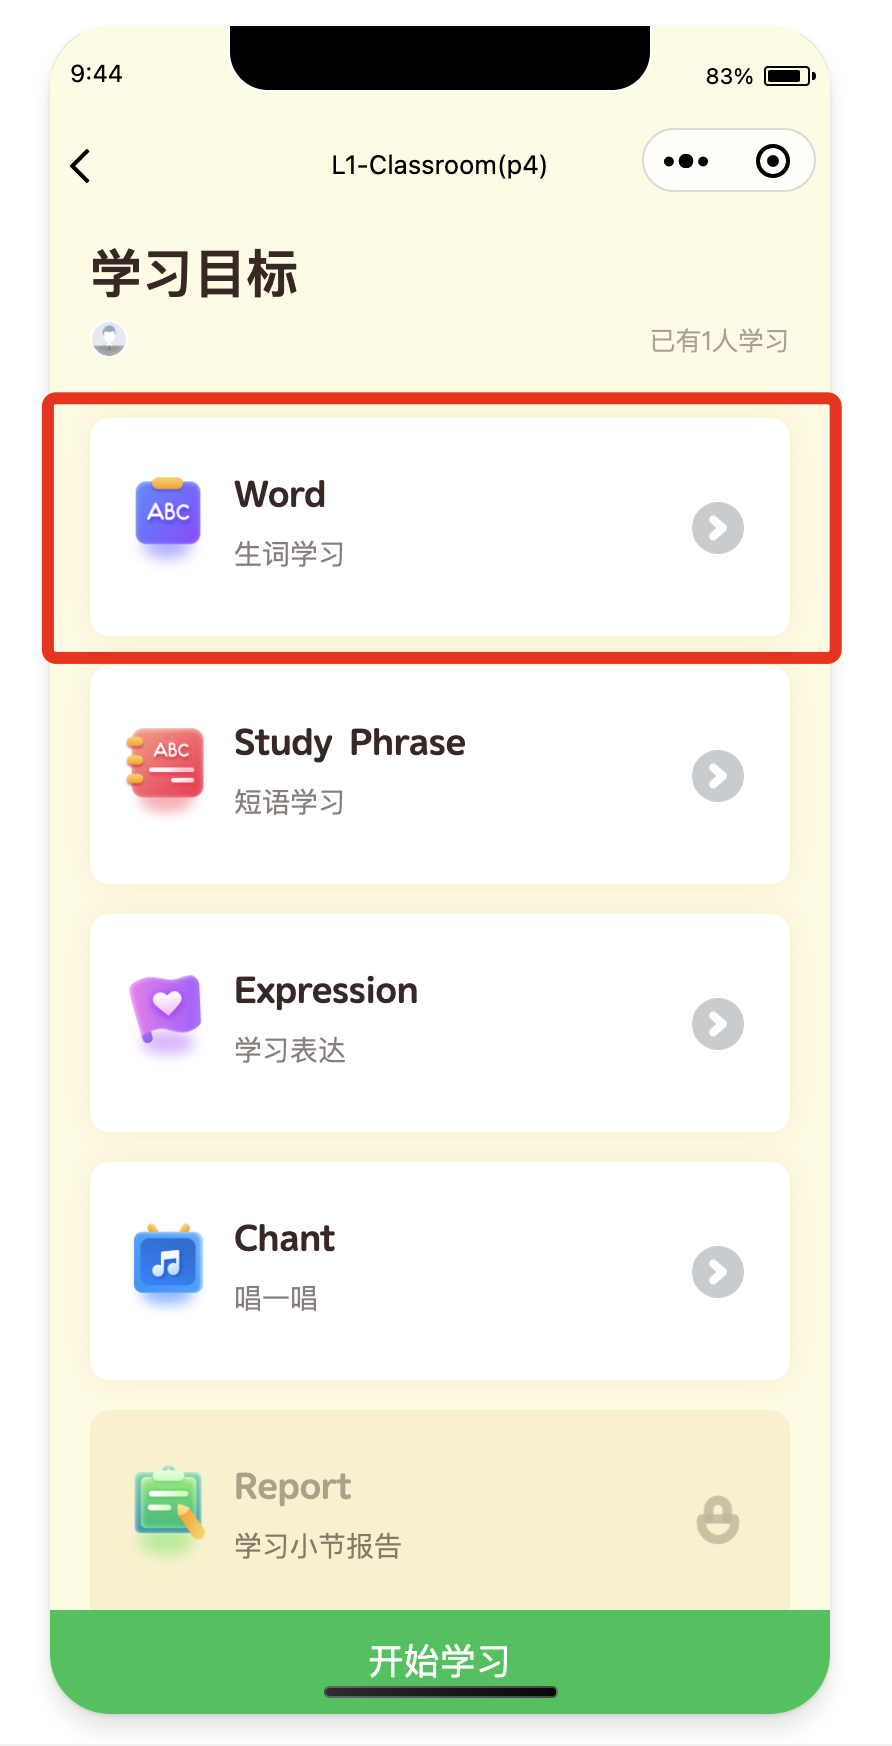 9:44
83%
L1-Classroom(p4)
学习目标
已有1人学习
ABC
Word
生词学习
ABC
Study Phrase
短语学习
Expression
学习表达
Chant
唱一唱
Report
学习小节报告
开始学习